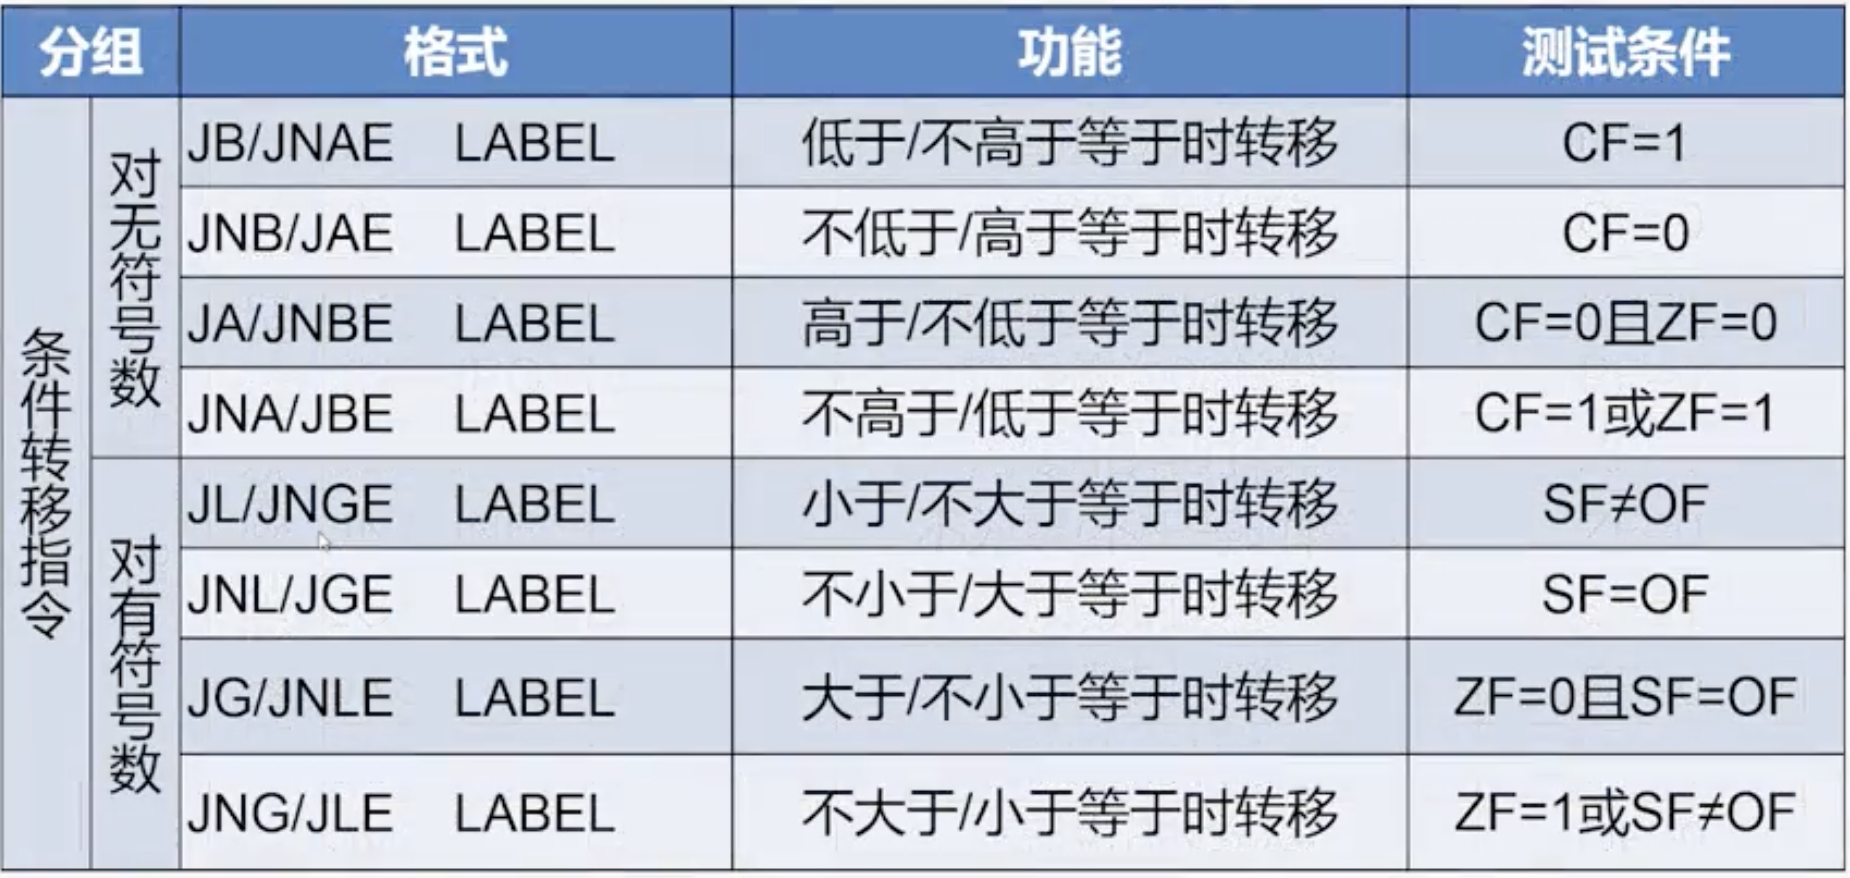 分组 格式 功能 测试条件
条件转移指令
对无符号数
JB/JNAE LABEL 低于/不高于等于时转移 CF=1
JNB/JAE LABEL 不低于/高于等于时转移 CF=0
JA/JNBE LABEL 高于/不低于等于时转移 CF=0且ZF=0
JNA/JBE LABEL 不高于/低于等于时转移 CF=1或ZF=1
对有符号数
JL/JNGE LABEL 小于/不大于等于时转移 SF≠OF
JNL/JGE LABEL 不小于/大于等于时转移 SF=OF
JG/JNLE LABEL 大于/不小于等于时转移 ZF=0且SF=OF
JNG/JLE LABEL 不大于/小于等于时转移 ZF=1或SF≠OF